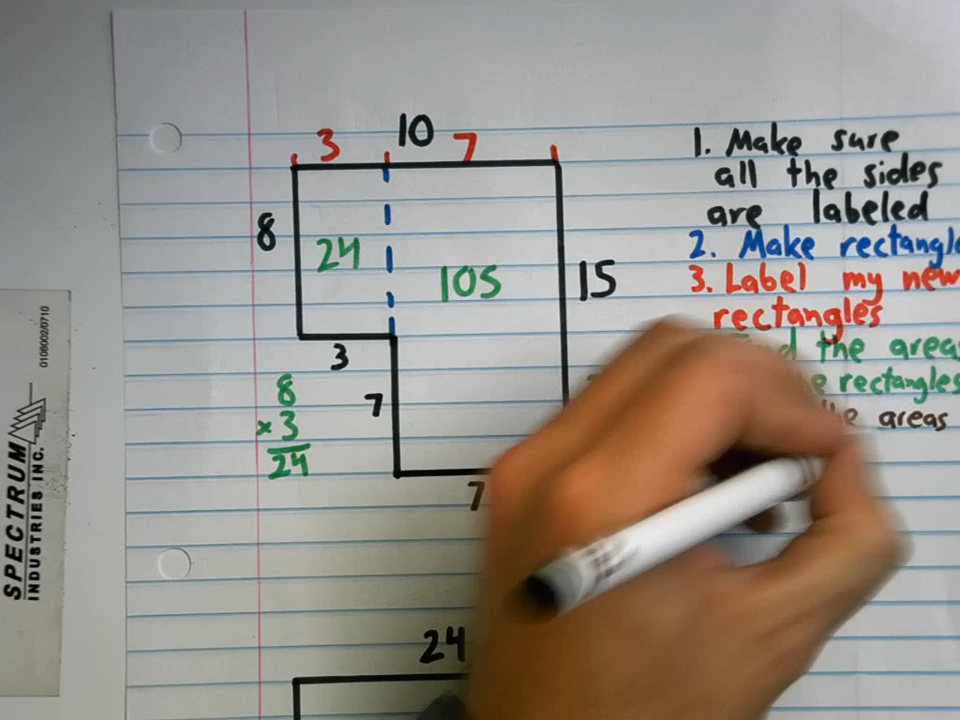 10
3 7
1. Make sure
all the sides
are labeled
8
24
105
15
2. Make rectangle
3. Label my new
rectangles
the areas
3
7
rectangles
areas
8
× 3
24
7
24
SPECTRUM
INDUSTRIES INC.
0108002/0710